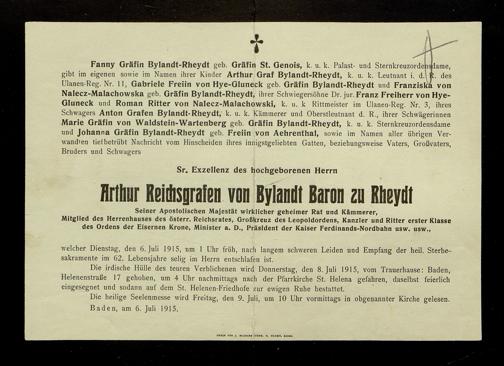 Fanny Gräfin Bylandt-Rheydt geb. Gräfin St. Genois, k. u. k. Palast- und Sternkreuzordensdame,
gibt im eigenen sowie im Namen ihrer Kinder Arthur Graf Bylandt-Rheydt, k. u. k. Leutnant i. d. R. des
Ulanen-Reg. Nr. 11, Gabriele Freiin von Hye-Gluneck geb. Gräfin Bylandt-Rheydt und Franziska von
Nalecz-Malachowska geb. Gräfin Bylandt-Rheydt, ihrer Schwiegersöhne Dr. jur. Franz Freiherr von Hye-
Gluneck und Roman Ritter von Nalecz-Malachowski, k. u. k. Rittmeister im Ulanen-Reg. Nr. 3, ihres
Schwagers Anton Grafen Bylandt-Rheydt, k. u. k. Kämmerer und Oberstleutnant d. R., ihrer Schwägerinnen
Marie Gräfin von Waldstein-Wartenberg geb. Gräfin Bylandt-Rheydt, k. u. k. Sternkreuzordensdame
und Johanna Gräfin Bylandt-Rheydt geb. Freiin von Aehrenthal, sowie im Namen aller übrigen Ver-
wandten tiefbetrübt Nachricht vom Hinscheiden ihres innigstgeliebten Gatten, beziehungsweise Vaters, Großvaters,
Bruders und Schwagers
Sr. Exzellenz des hochgeborenen Herrn
Arthur Reichsgrafen von Bylandt Baron zu Rheydt
Seiner Apostolischen Majestät wirklicher geheimer Rat und Kämmerer,
Mitglied des Herrenhauses des österr. Reichsrates, Großkreuz des Leopoldordens, Kanzler und Ritter erster Klasse
des Ordens der Eisernen Krone, Minister a. D., Präsident der Kaiser Ferdinands-Nordbahn usw. usw.,
welcher Dienstag, den 6. Juli 1915, um 1 Uhr früh, nach langem schweren Leiden und Empfang der heil. Sterbe-
sakramente im 62. Lebensjahre selig im Herrn entschlafen ist.
Die irdische Hülle des teuren Verblichenen wird Donnerstag, den 8. Juli 1915, vom Trauerhause: Baden,
Helenenstraße 17 gehoben, um 4 Uhr nachmittags nach der Pfarrkirche St. Helena gefahren, daselbst feierlich
eingesegnet und sodann auf dem St. Helenen-Friedhofe zur ewigen Ruhe bestattet.
Die heilige Seelenmesse wird Freitag, den 9. Juli, um 10 Uhr vormittags in obgenannter Kirche gelesen.
Baden, am 6. Juli 1915.